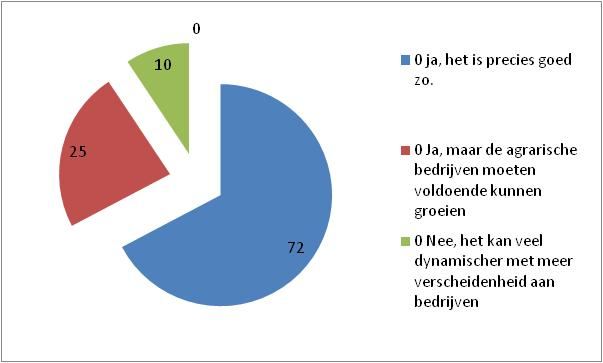 0
10
25
72
0 ja, het is precies goed
zo.
0 Ja, maar de agrarische
bedrijven moeten
voldoende kunnen
groeien
0 Nee, het kan veel
dynamischer met meer
verscheidenheid aan
bedrijven